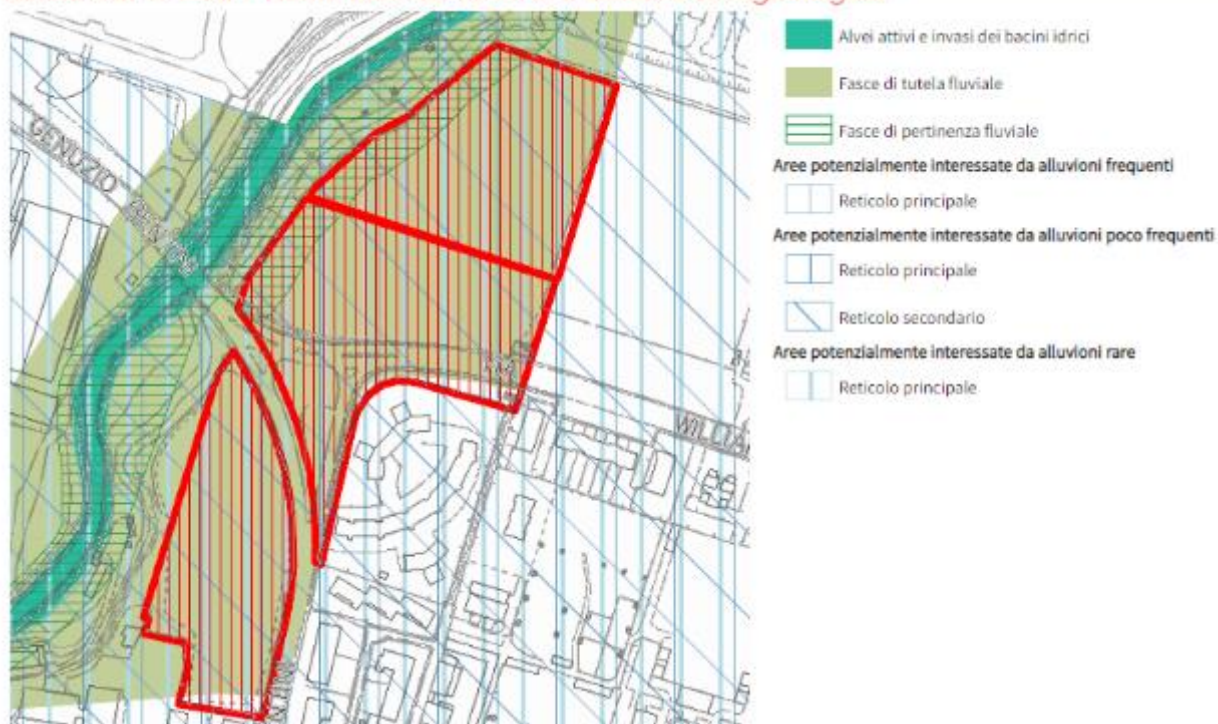 GENUZIO BENTINI
WILLIA
Alvei attivi e invasi dei bacini idrici
Fasce di tutela fluviale
Fasce di pertinenza fluviale
Aree potenzialmente interessate da alluvioni frequenti
Reticolo principale
Aree potenzialmente interessate da alluvioni poco frequenti
Reticolo principale
Reticolo secondario
Aree potenzialmente interessate da alluvioni rare
Reticolo principale